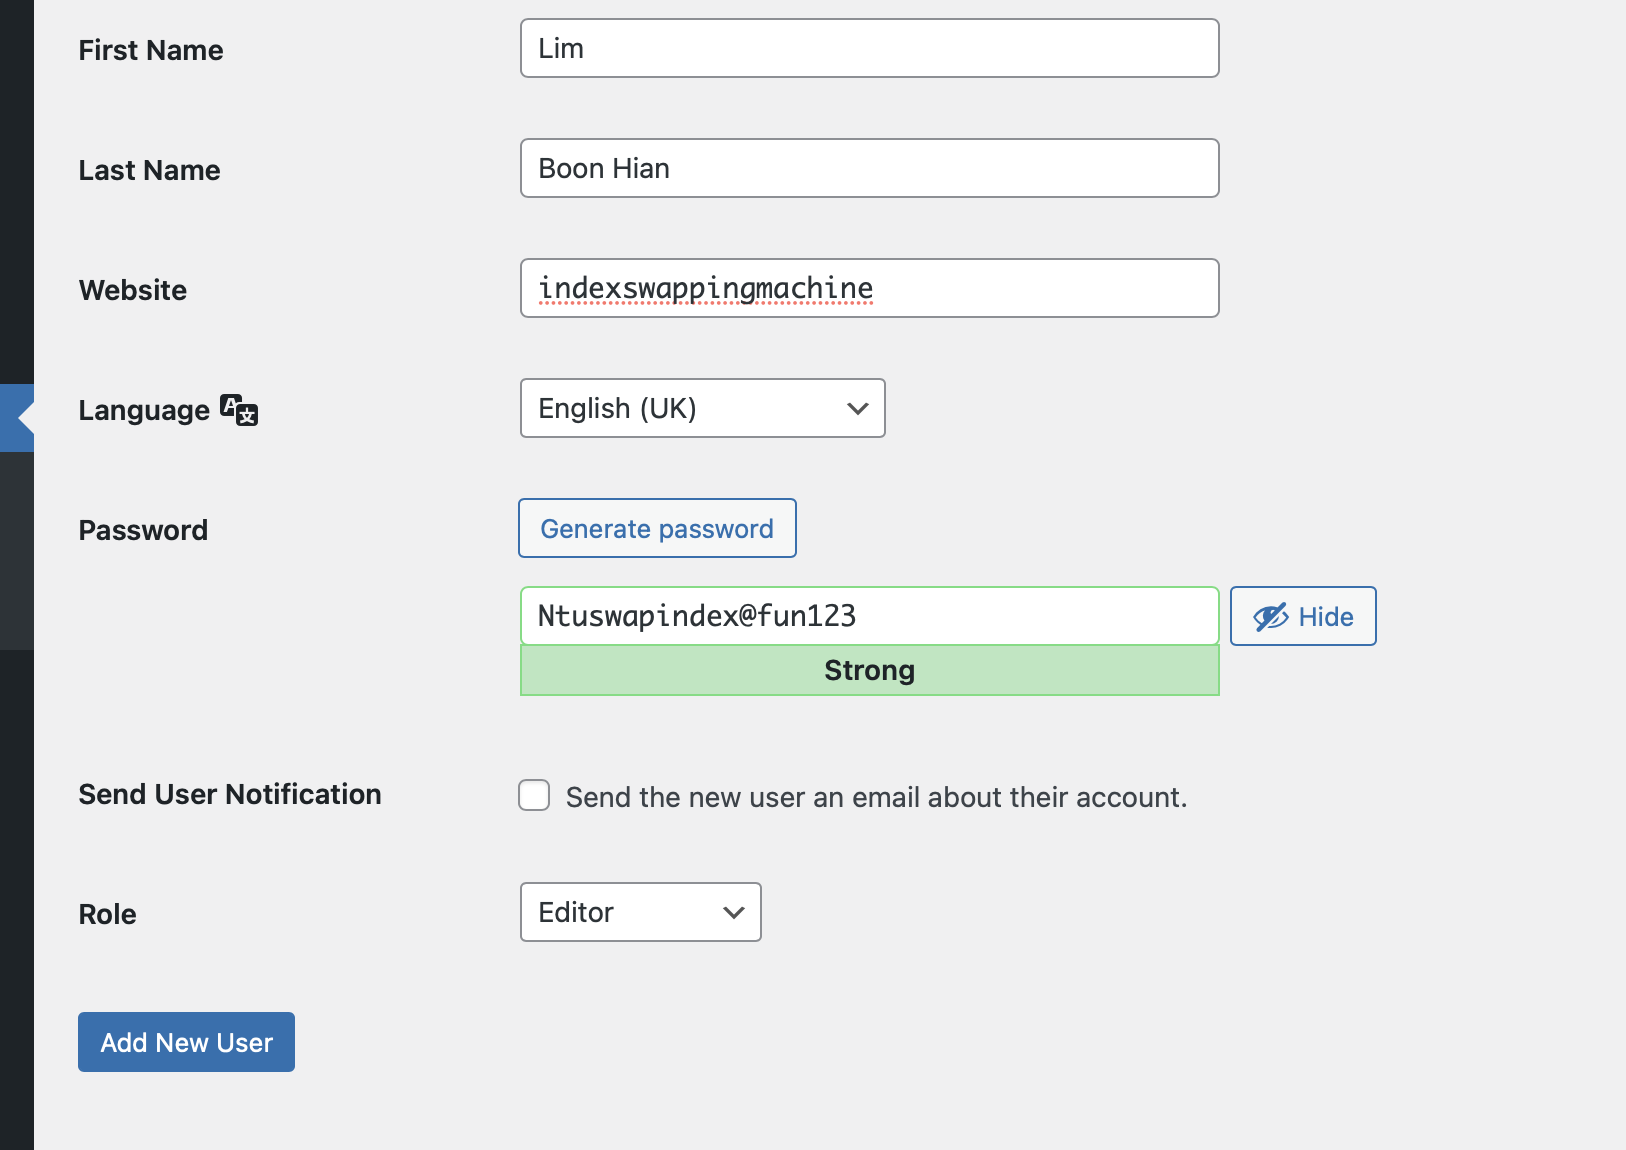 First Name
Lim
Last Name
Boon Hian
Website
indexswappingmachine
Language
English (UK)
Password
Generate password
Ntuswapindex@fun123
Hide
Strong
Send User Notification
Send the new user an email about their account.
Role
Editor
Add New User